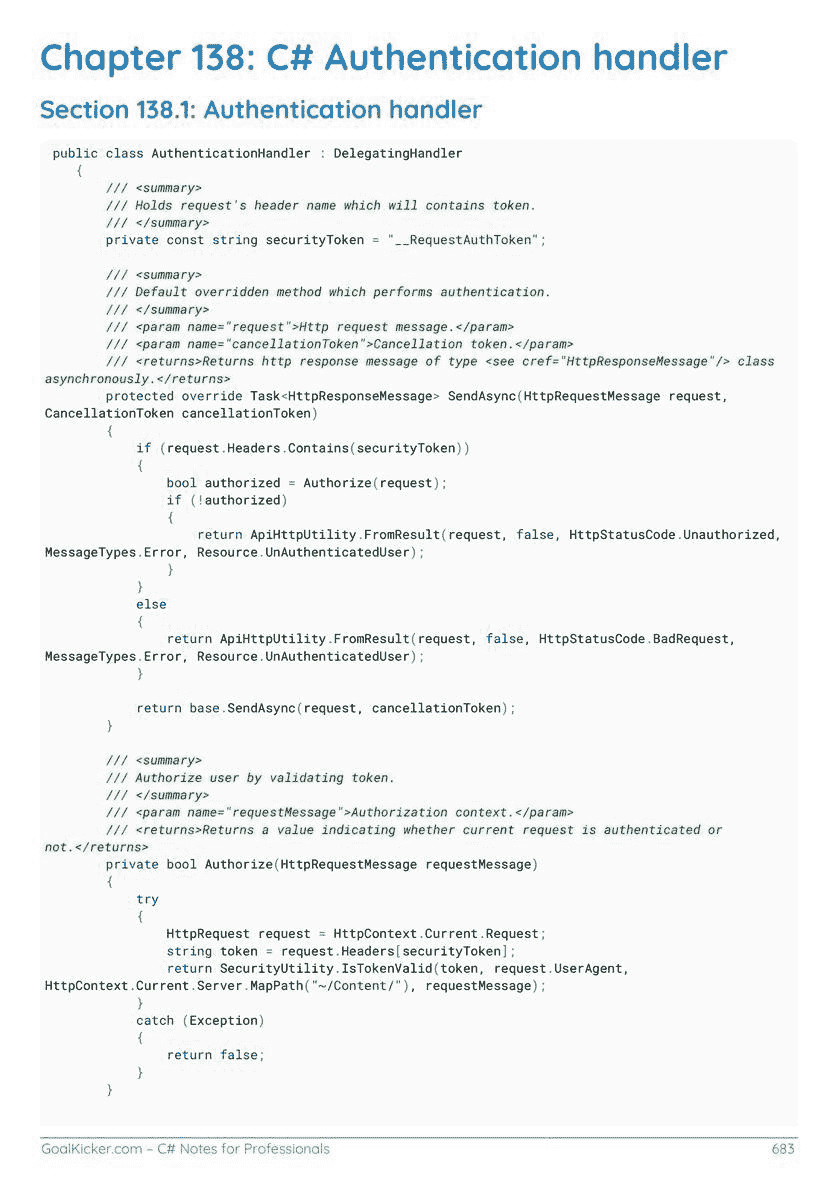 Chapter 138: C# Authentication handler
Section 138.1: Authentication handler
public class AuthenticationHandler : DelegatingHandler
{
/// <summary>
/// Holds request's header name which will contains token.
/// </summary>
private const string securityToken = "__RequestAuthToken";
/// <summary>
/// Default overridden method which performs authentication.
/// </summary>
/// <param name="request">Http request message.</param>
/// <param name="cancellationToken">Cancellation token.</param>
/// <returns>Returns http response message of type <see cref="HttpResponseMessage"/> class
asynchronously.</returns>
protected override Task<HttpResponseMessage> SendAsync(HttpRequestMessage request,
CancellationToken cancellationToken)
{
if (request.Headers.Contains(securityToken))
{
bool authorized = Authorize(request);
if (!authorized)
{
return ApiHttpUtility.FromResult(request, false, HttpStatusCode.Unauthorized,
MessageTypes.Error, Resource.UnAuthenticatedUser);
}
}
else
{
return ApiHttpUtility.FromResult(request, false, HttpStatusCode.BadRequest,
MessageTypes.Error, Resource.UnAuthenticatedUser);
}
return base.SendAsync(request, cancellationToken);
}
/// <summary>
/// Authorize user by validating token.
/// </summary>
/// <param name="requestMessage">Authorization context.</param>
/// <returns>Returns a value indicating whether current request is authenticated or
not.</returns>
private bool Authorize(HttpRequestMessage requestMessage)
{
try
{
HttpRequest request = HttpContext.Current.Request;
string token = request.Headers[securityToken];
return SecurityUtility.IsTokenValid(token, request.UserAgent,
HttpContext.Current.Server.MapPath("~/Content/"), requestMessage);
}
catch (Exception)
{
return false;
}
}
GoalKicker.com – C# Notes for Professionals
683